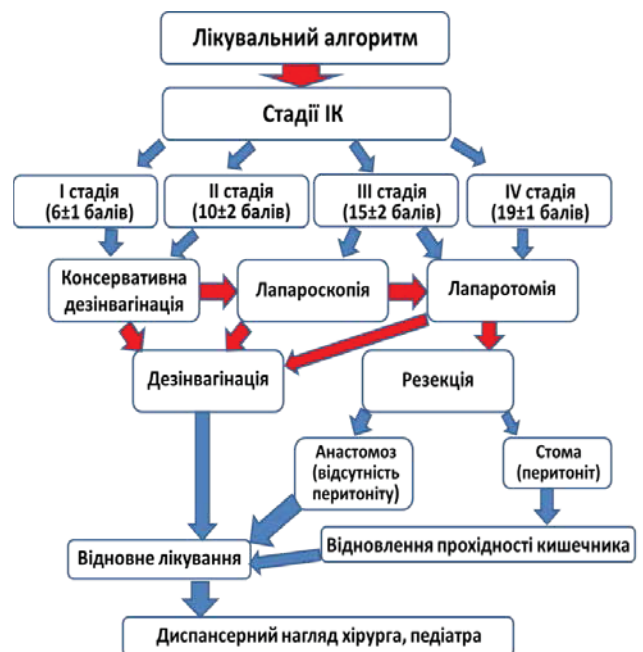 Лікувальний алгоритм
Стадії ІК
І стадія
(6±1 балів)
ІІ стадія
(10±2 балів)
ІІІ стадія
(15±2 балів)
IV стадія
(19±1 балів)
Консервативна
дезінвагінація
Лапароскопія
Лапаротомія
Дезінвагінація
Резекція
Анастомоз
(відсутність
перитоніту)
Стома
(перитоніт)
Відновне лікування
Відновлення прохідності кишечника
Диспансерний нагляд хірурга, педіатра